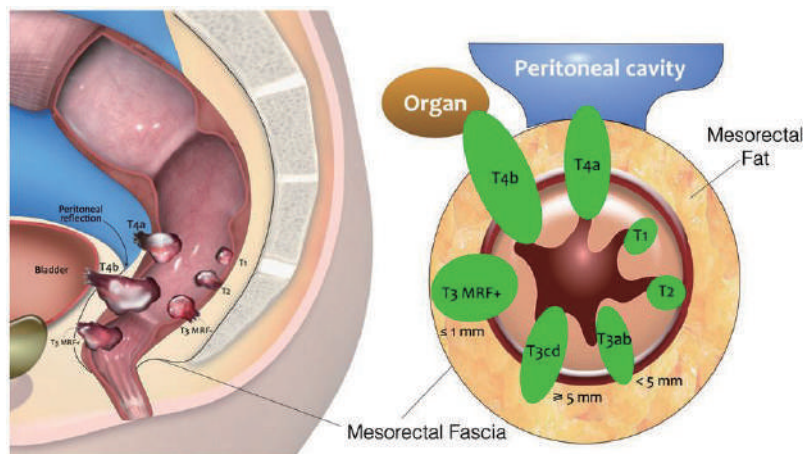 Peritoneal
reflection
T4a
Bladder
T4b
T1
T2
T3 MRF-
T3 MRF+
Peritoneal cavity
Organ
Mesorectal
Fat
T4b
T4a
T1
T3 MRF+
T2
≤ 1 mm
T3cd
T3ab
< 5 mm
≥ 5 mm
Mesorectal Fascia